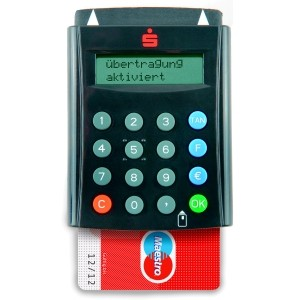 übertragung
aktiviert
1 2 3 TAN
4 5 6 F
7 8 9 €
C 0 , OK
12/12
Maestro